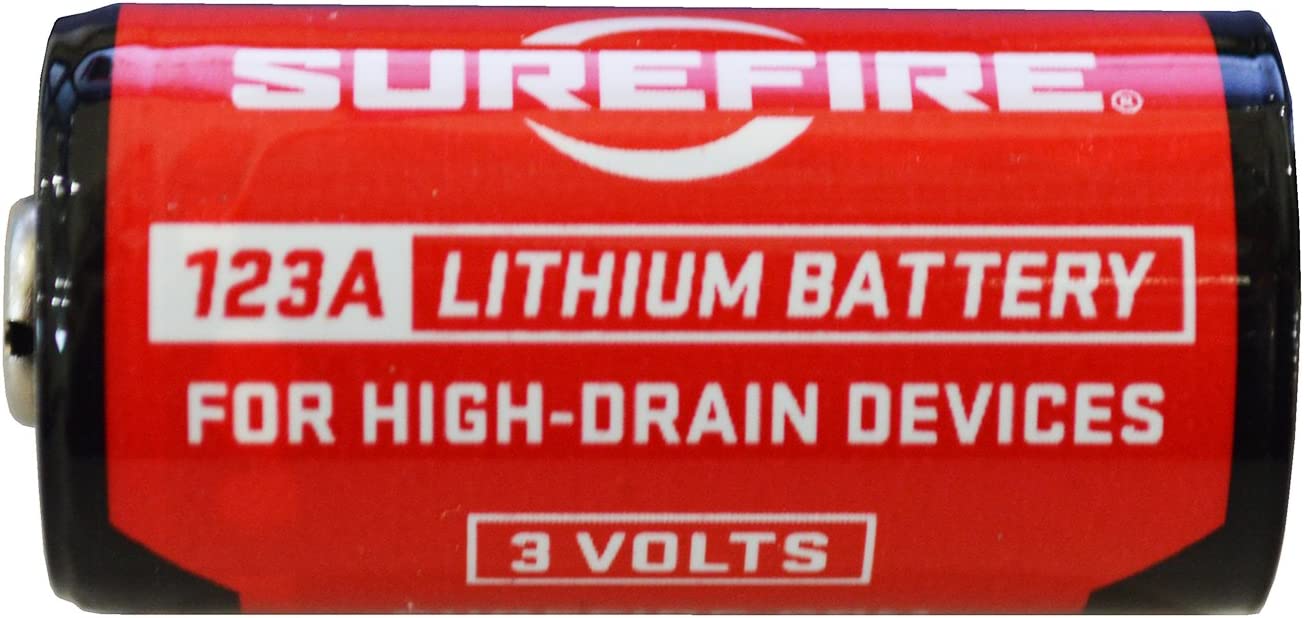 SUREFIRE®
123A LITHIUM BATTERY
FOR HIGH-DRAIN DEVICES
3 VOLTS